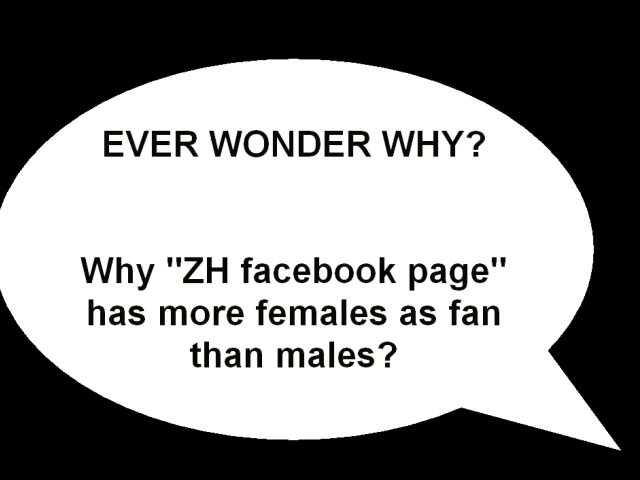 EVER WONDER WHY?
Why "ZH facebook page"
has more females as fan
than males?